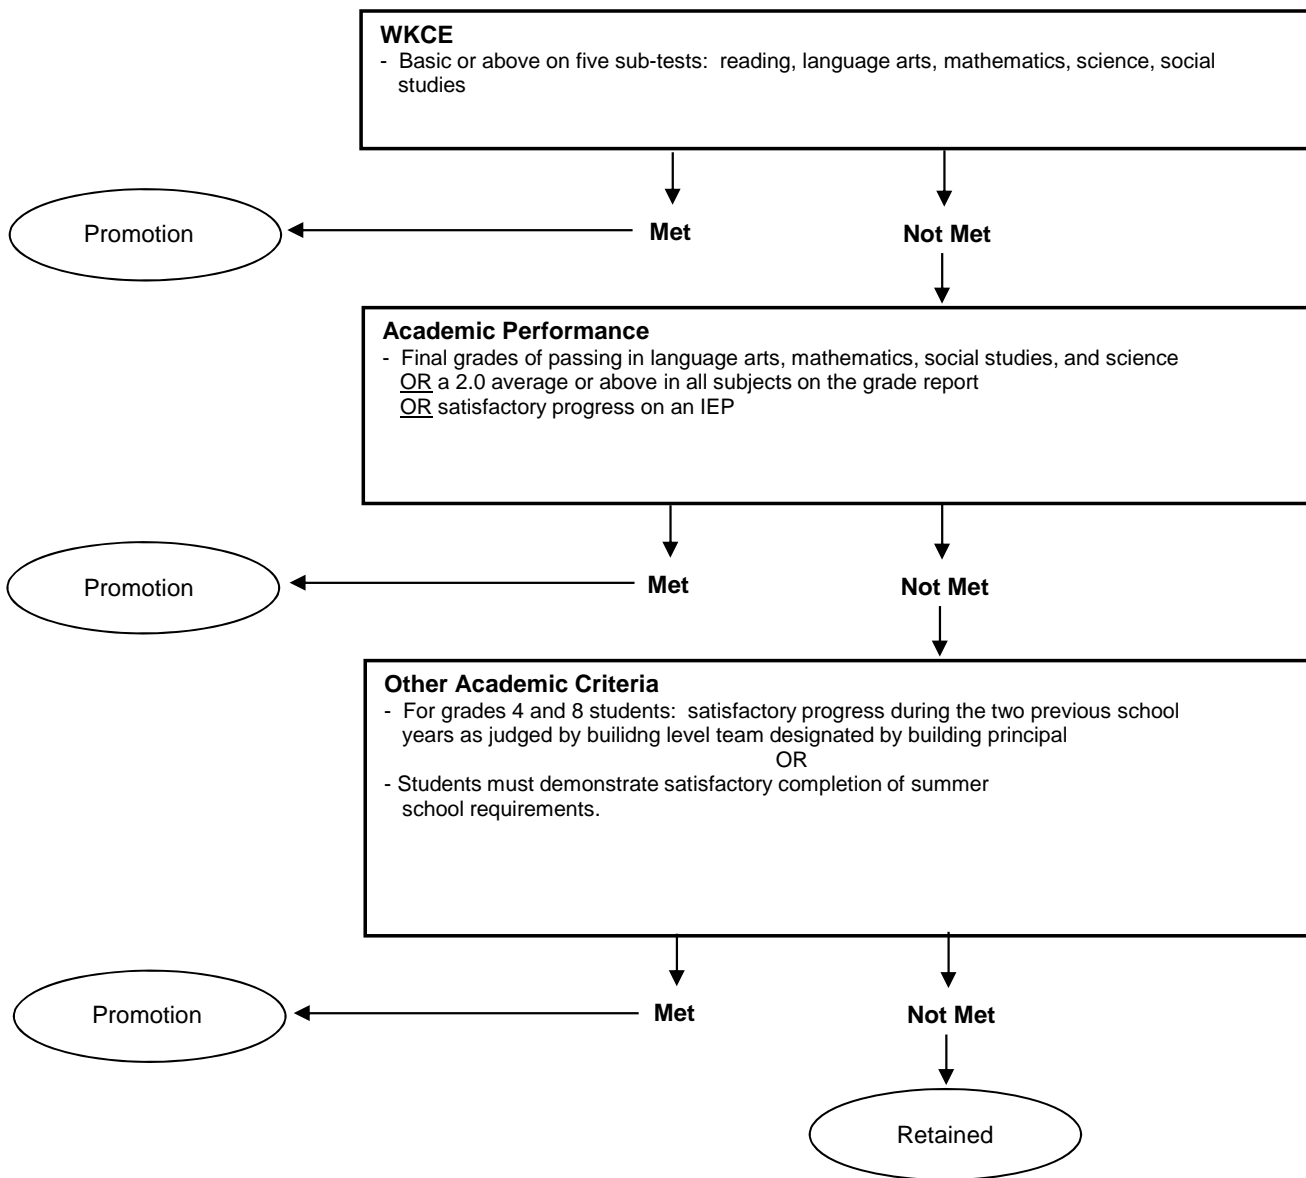 WKCE
- Basic or above on five sub-tests: reading, language arts, mathematics, science, social
studies
Promotion
Met
Not Met
Academic Performance
- Final grades of passing in language arts, mathematics, social studies, and science
OR a 2.0 average or above in all subjects on the grade report
OR satisfactory progress on an IEP
Promotion
Met
Not Met
Other Academic Criteria
- For grades 4 and 8 students: satisfactory progress during the two previous school
years as judged by builidng level team designated by building principal
OR
- Students must demonstrate satisfactory completion of summer
school requirements.
Promotion
Met
Not Met
Retained